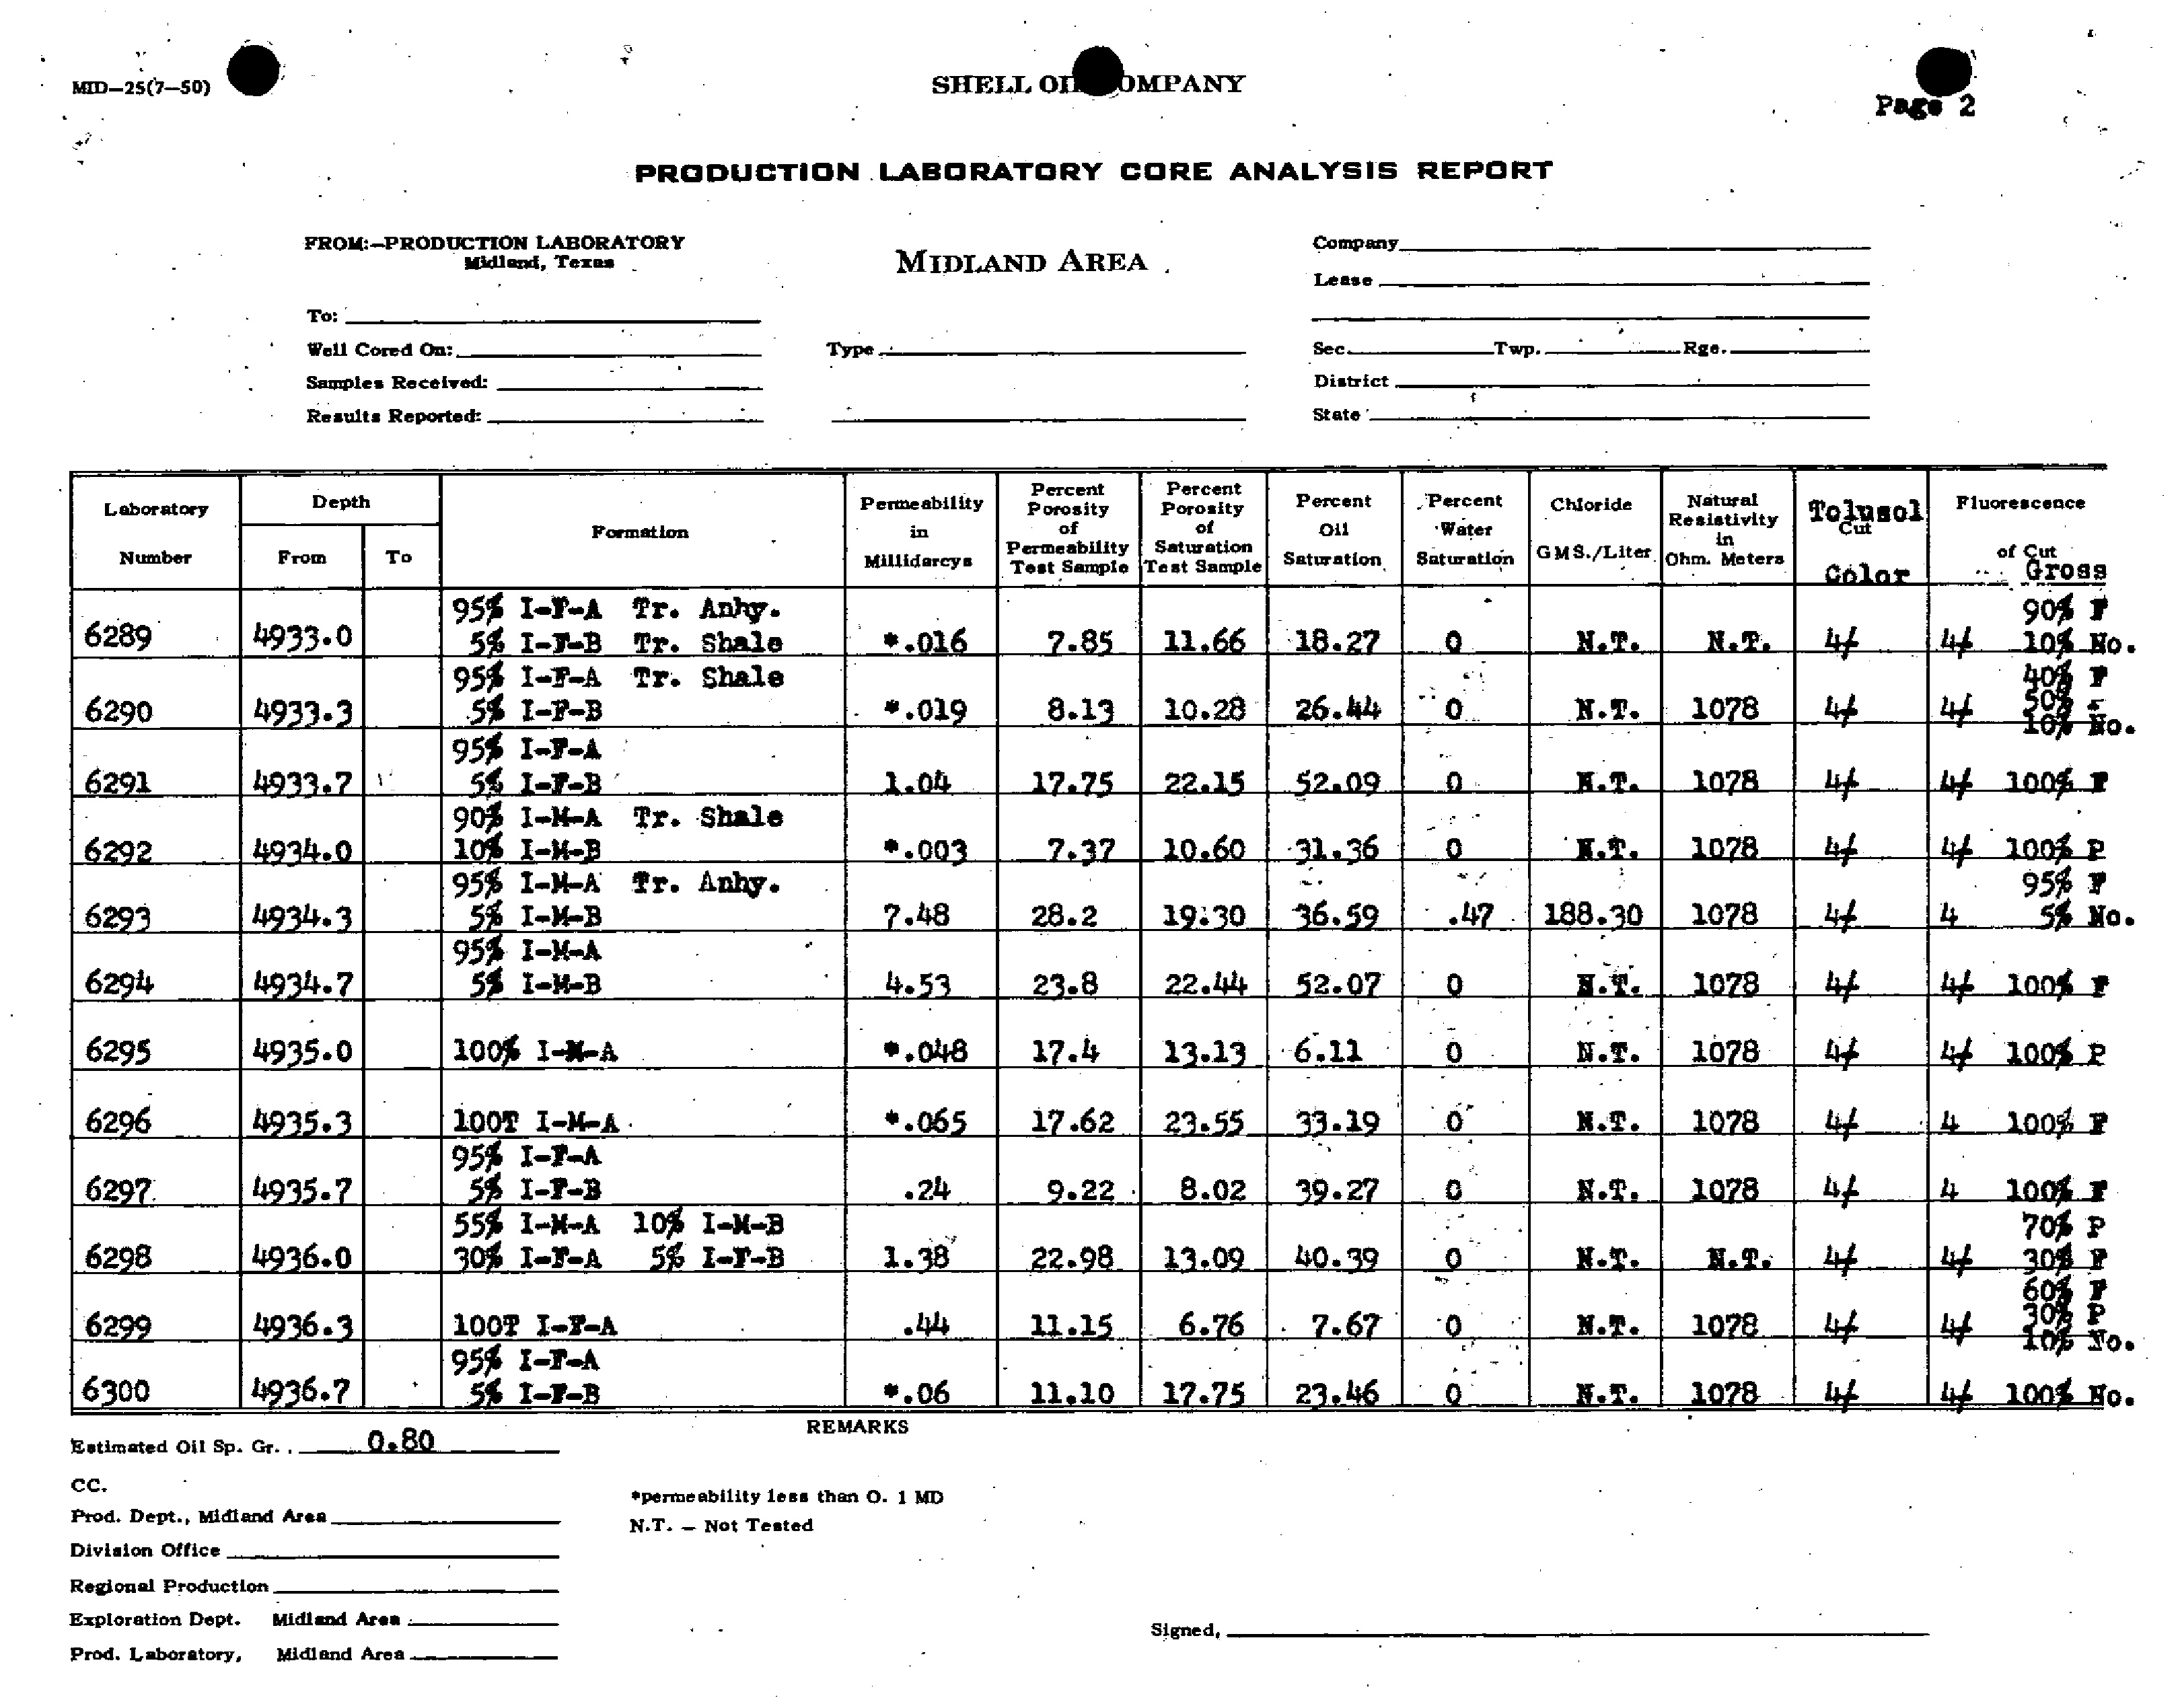 MID-25(7-50)
SHELL OIL COMPANY
Page 2
PRODUCTION LABORATORY CORE ANALYSIS REPORT
FROM:-PRODUCTION LABORATORY
Midland, Texas
MIDLAND AREA
Company
Lease
To:
Well Cored On: Type Sec. Twp. Rge.
Samples Received: District
Results Reported: State
Laboratory Number
Depth
From To
Formation
Permeability in Millidarcys
Percent Porosity of Permeability Test Sample
Percent Porosity of Saturation Test Sample
Percent Oil Saturation
Percent Water Saturation
Chloride GMS./Liter
Natural Resistivity in Ohm. Meters
Tolusol Cut Color
Fluorescence of Cut Gross
95% I-F-A Tr. Anhy. 90% F
6289 4933.0 5% I-F-B Tr. Shale *.016 7.85 11.66 18.27 0 N.T. N.T. 4/ 4/ 10% No.
95% I-F-A Tr. Shale 40% F
50% -
6290 4933.3 5% I-F-B *.019 8.13 10.28 26.44 0 N.T. 1078 4/ 4/ 10% No.
95% I-F-A
6291 4933.7 5% I-F-B 1.04 17.75 22.15 52.09 0 N.T. 1078 4/ 4/ 100% F
90% I-M-A Tr. Shale
6292 4934.0 10% I-M-B *.003 7.37 10.60 31.36 0 N.T. 1078 4/ 4/ 100% P
95% I-M-A Tr. Anhy. 95% F
6293 4934.3 5% I-M-B 7.48 28.2 19.30 36.59 .47 188.30 1078 4/ 4 5% No.
95% I-M-A
6294 4934.7 5% I-M-B 4.53 23.8 22.44 52.07 0 N.T. 1078 4/ 4/ 100% F
6295 4935.0 100% I-M-A *.048 17.4 13.13 6.11 0 N.T. 1078 4/ 4/ 100% P
6296 4935.3 100T I-M-A *.065 17.62 23.55 33.19 0 N.T. 1078 4/ 4 100% F
95% I-F-A
6297 4935.7 5% I-F-B .24 9.22 8.02 39.27 0 N.T. 1078 4/ 4 100% F
55% I-M-A 10% I-M-B 70% P
6298 4936.0 30% I-F-A 5% I-F-B 1.38 22.98 13.09 40.39 0 N.T. N.T. 4/ 4/ 30% F
60% F
30% P
6299 4936.3 100T I-F-A .44 11.15 6.76 7.67 0 N.T. 1078 4/ 4/ 10% No.
95% I-F-A
6300 4936.7 5% I-F-B *.06 11.10 17.75 23.46 0 N.T. 1078 4/ 4/ 100% No.
REMARKS
Estimated Oil Sp. Gr. 0.80
CC.
*permeability less than O. 1 MD
Prod. Dept., Midland Area
N.T. - Not Tested
Division Office
Regional Production
Exploration Dept. Midland Area
Signed,
Prod. Laboratory, Midland Area